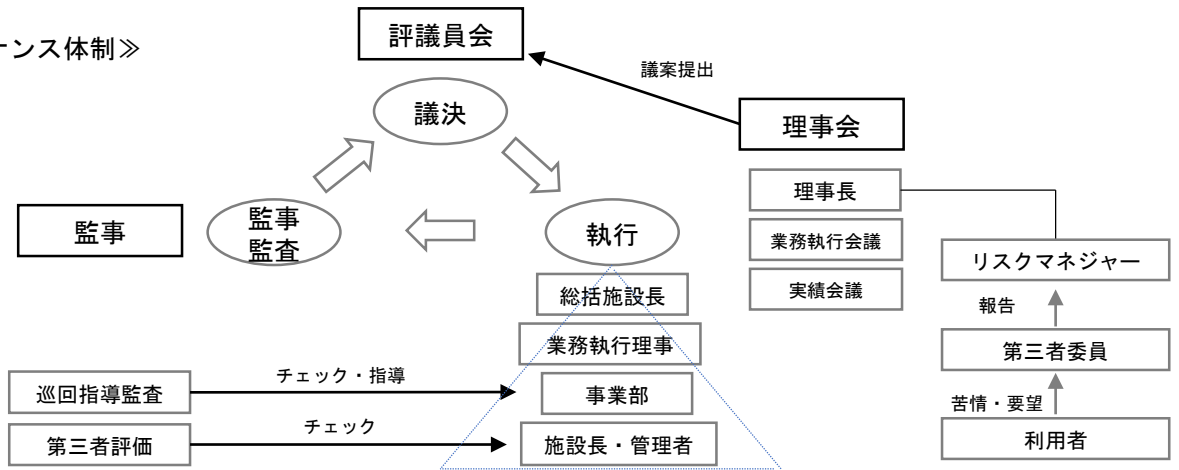 ナンス体制≫
評議員会
議案提出
議決
理事会
理事長
監事
監事
監査
執行
業務執行会議
リスクマネジャー
総括施設長
実績会議
報告
業務執行理事
第三者委員
巡回指導監査
チェック・指導
事業部
苦情・要望
第三者評価
チェック
施設長・管理者
利用者